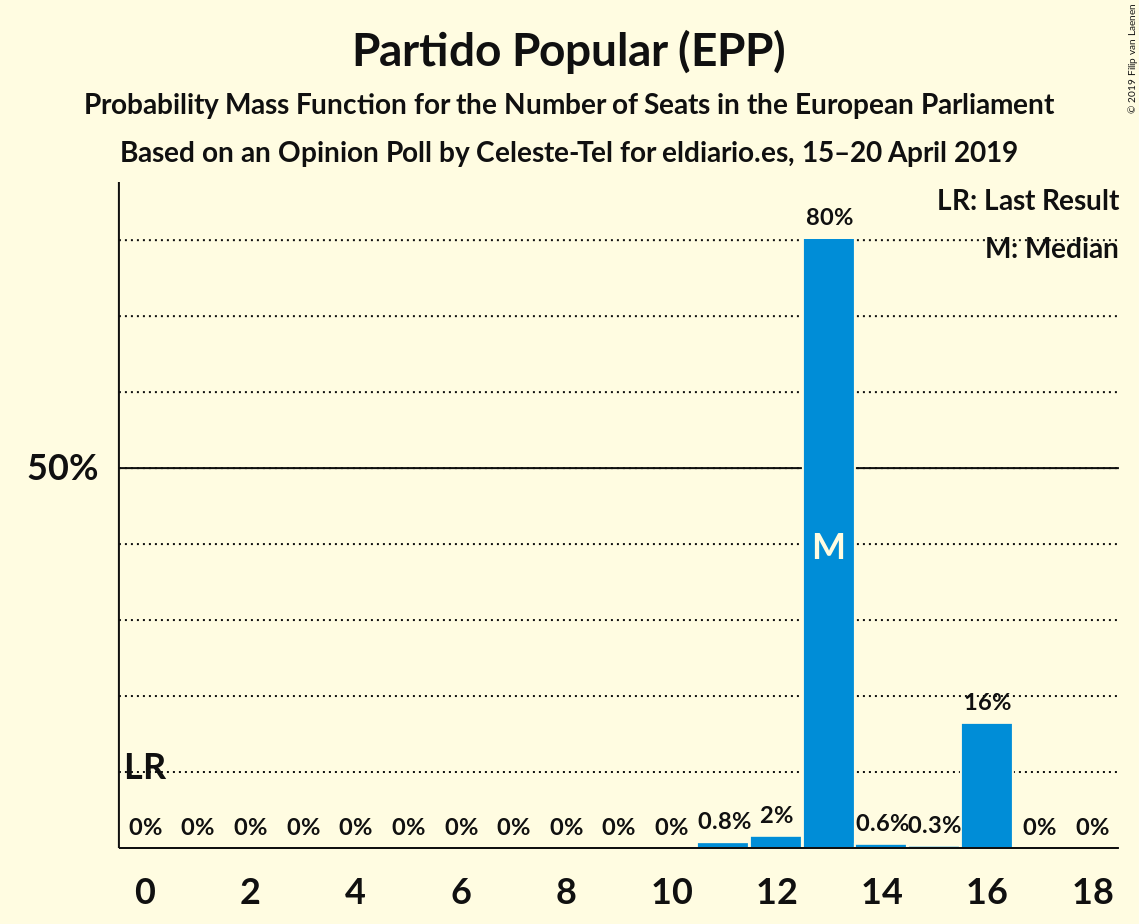 Partido Popular (EPP)
Probability Mass Function for the Number of Seats in the European Parliament
Based on an Opinion Poll by Celeste-Tel for eldiario.es, 15–20 April 2019
© 2019 Filip van Laenen
LR: Last Result
M: Median
80%
50%
M
16%
LR
0% 0% 0% 0% 0% 0% 0% 0% 0% 0% 0% 0.8% 2% 0.6% 0.3% 0% 0%
0 2 4 6 8 10 12 14 16 18